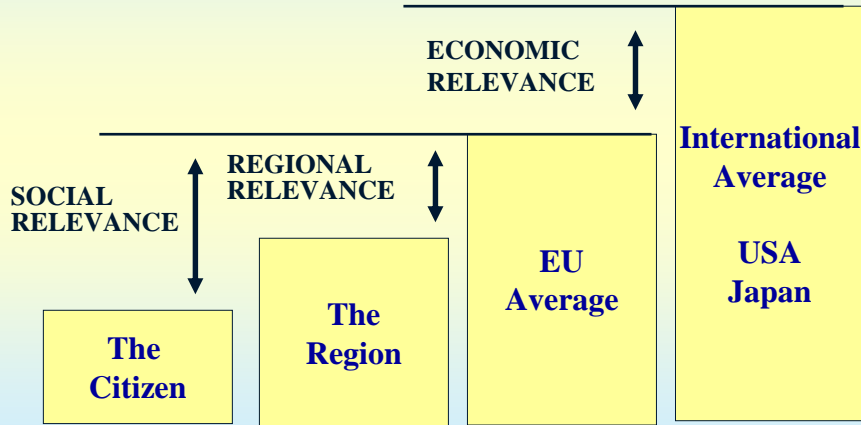 ECONOMIC
RELEVANCE
SOCIAL
RELEVANCE
REGIONAL
RELEVANCE
The
Citizen
The
Region
EU
Average
International
Average
USA
Japan